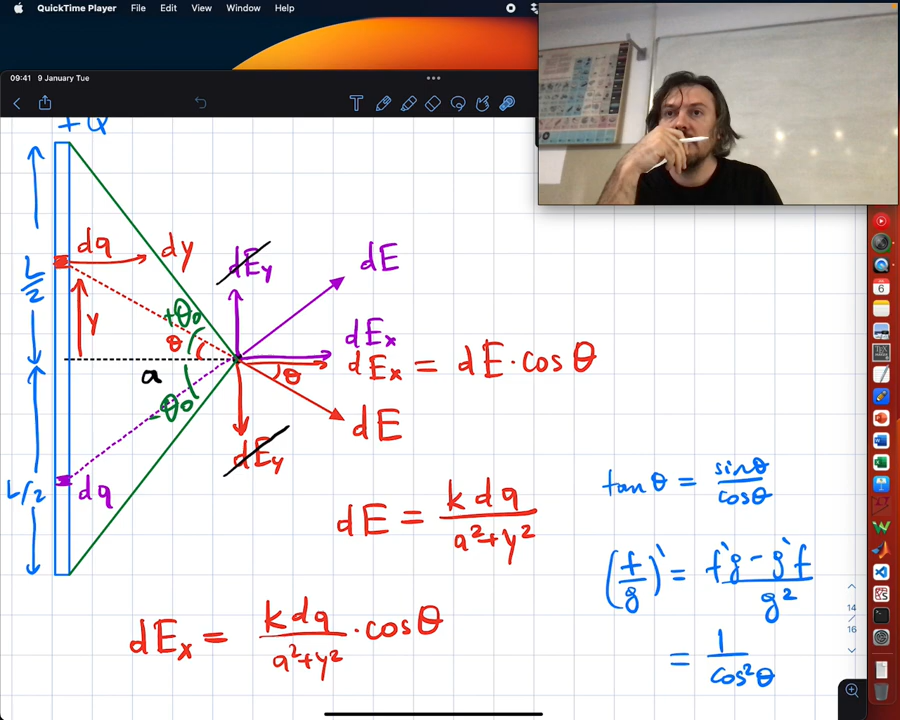 QuickTime Player File Edit View Window Help
09:41 9 January Tue
+Q
dq
dy
dEy
dE
L/2
+θ0
y
θ
dEx
dEx = dE·cosθ
θ
a
-θ0
dE
dEy
L/2
dq
dE = k dq / a²+y²
tanθ = sinθ / cosθ
(f/g)' = f'g - g'f / g²
dEx = k dq / a²+y² · cosθ
= 1 / cos²θ
14
16